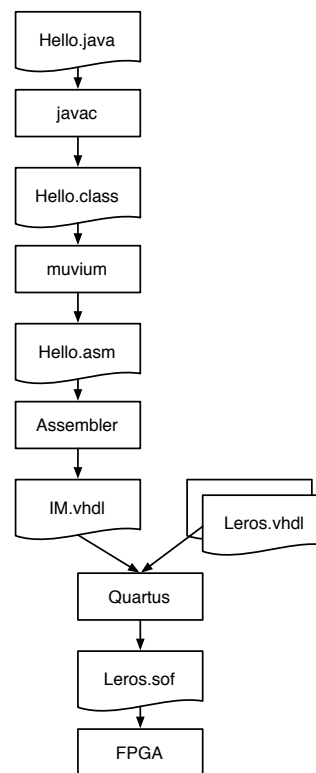 Hello.java
javac
Hello.class
muvium
Hello.asm
Assembler
IM.vhdl
Leros.vhdl
Quartus
Leros.sof
FPGA